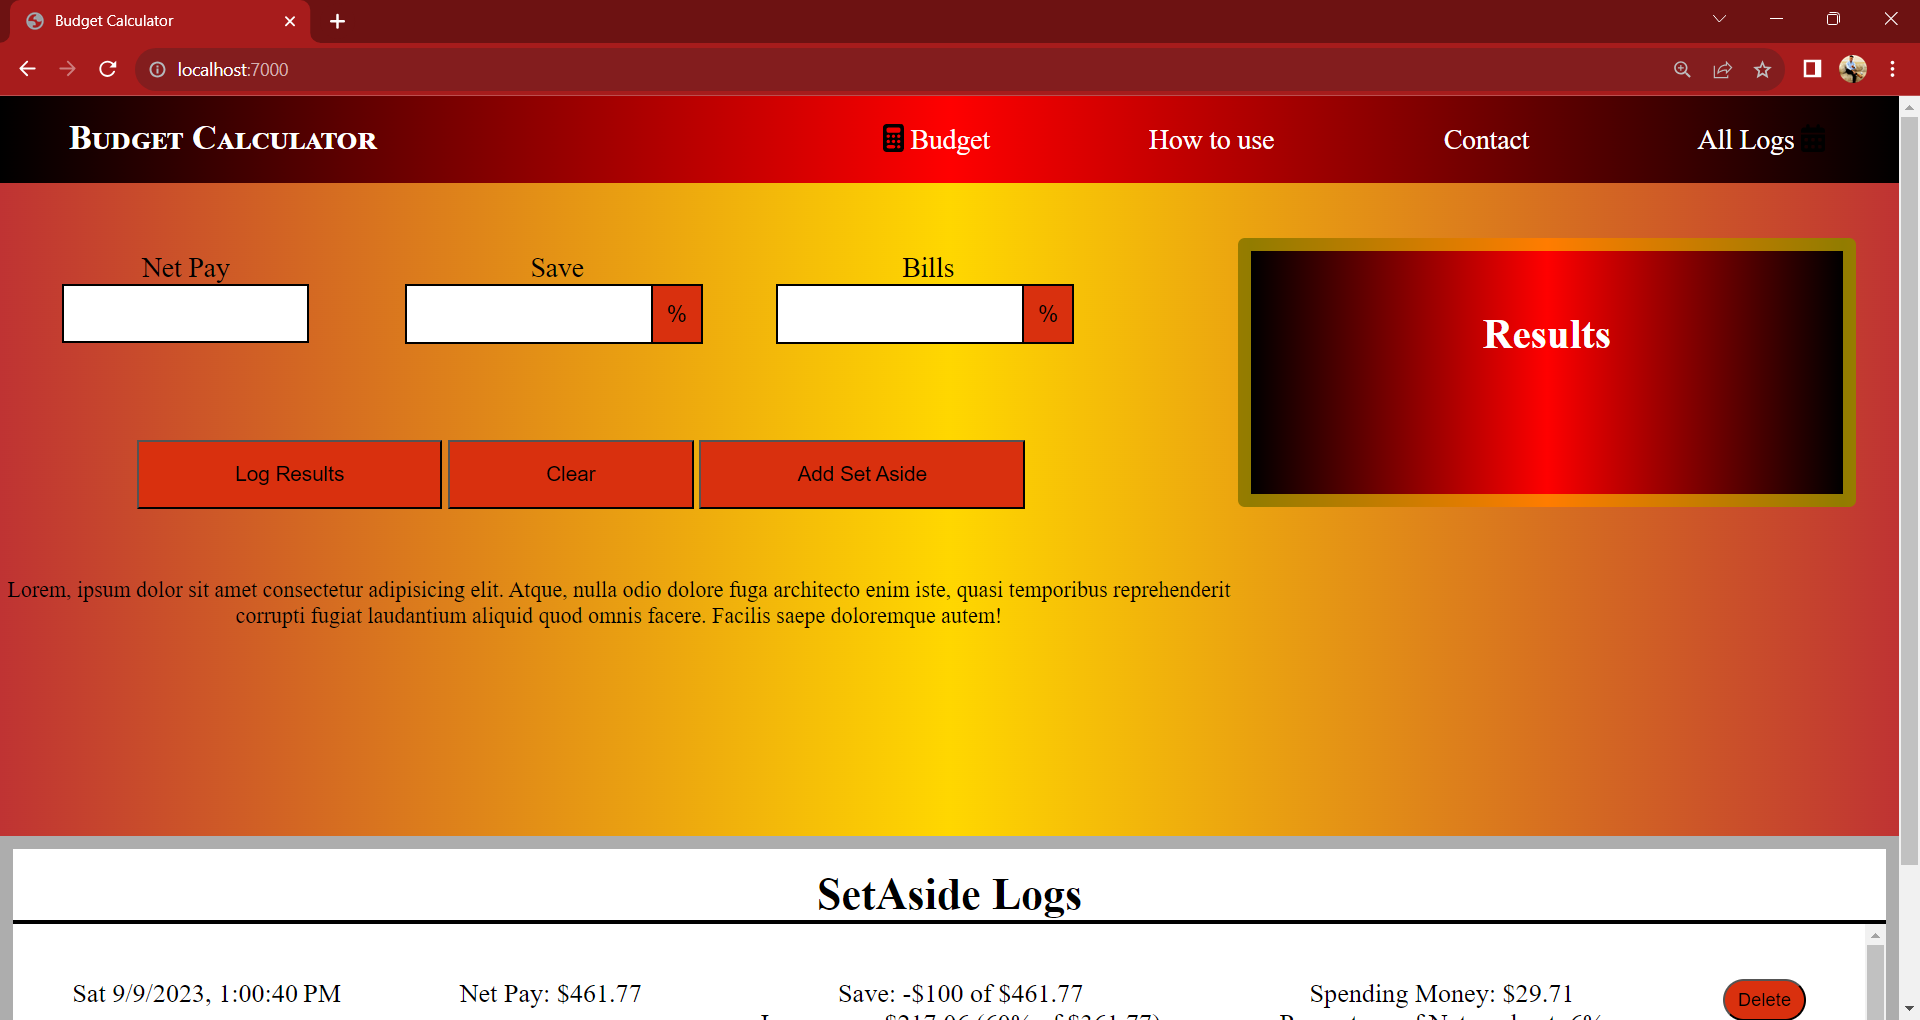 Budget Calculator
localhost:7000
Budget Calculator
Budget
How to use
Contact
All Logs
Net Pay
Save
Bills
%
%
Results
Log Results
Clear
Add Set Aside
Lorem, ipsum dolor sit amet consectetur adipisicing elit. Atque, nulla odio dolore fuga architecto enim iste, quasi temporibus reprehenderit
corrupti fugiat laudantium aliquid quod omnis facere. Facilis saepe doloremque autem!
SetAside Logs
Sat 9/9/2023, 1:00:40 PM
Net Pay: $461.77
Save: -$100 of $461.77
Spending Money: $29.71
Delete